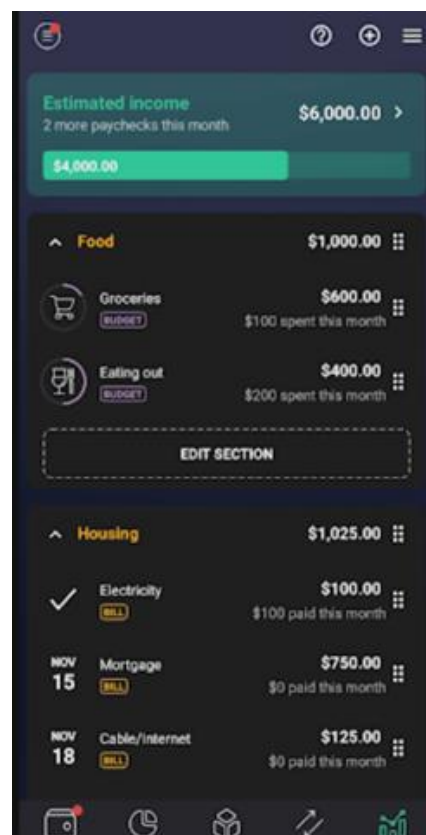 Estimated income
$6,000.00
2 more paychecks this month
$4,000.00
Food
$1,000.00
Groceries
$600.00
BUDGET
$100 spent this month
Eating out
$400.00
BUDGET
$200 spent this month
EDIT SECTION
Housing
$1,025.00
Electricity
$100.00
BILL
$100 paid this month
NOV
15
Mortgage
$750.00
BILL
$0 paid this month
NOV
18
Cable/Internet
$125.00
BILL
$0 paid this month